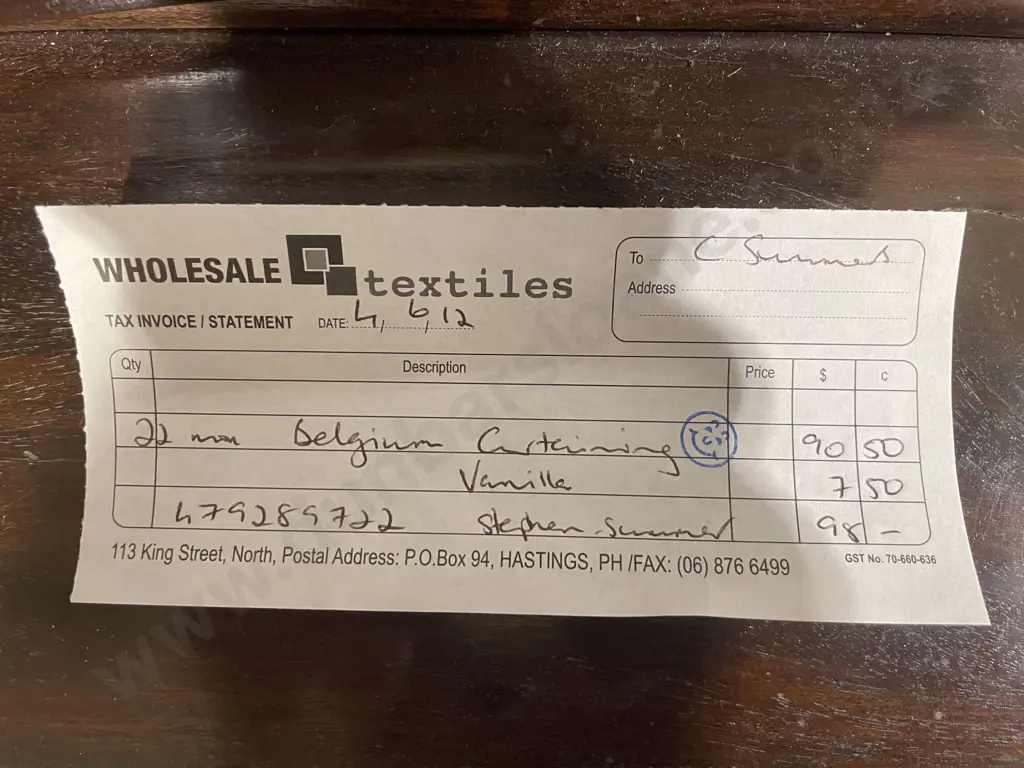 WHOLESALE textiles
TAX INVOICE / STATEMENT DATE: 4, 6, 12
To C Summers
Address
Qty Description Price $ c
22 mm Belgium Curtaining 90 50
Vanilla 7 50
479289722 Stephen. Summer 98 -
113 King Street, North, Postal Address: P.O.Box 94, HASTINGS, PH /FAX: (06) 876 6499
GST No. 70-660-636